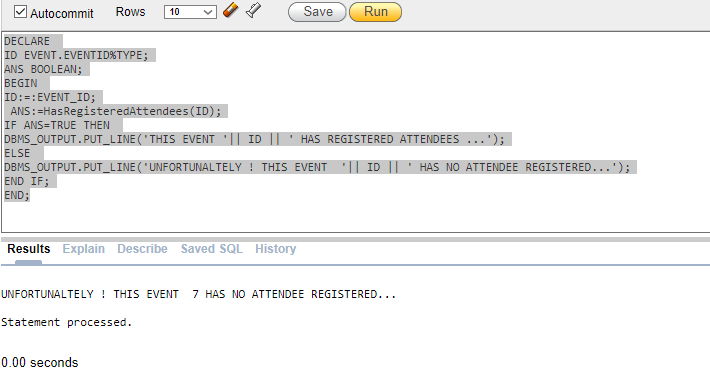 Autocommit Rows 10 Save Run
DECLARE
ID EVENT.EVENTID%TYPE;
ANS BOOLEAN;
BEGIN
ID:=:EVENT_ID;
ANS:=HasRegisteredAttendees(ID);
IF ANS=TRUE THEN
DBMS_OUTPUT.PUT_LINE('THIS EVENT '|| ID || ' HAS REGISTERED ATTENDEES ...');
ELSE
DBMS_OUTPUT.PUT_LINE('UNFORTUNALTELY ! THIS EVENT  '|| ID || ' HAS NO ATTENDEE REGISTERED...');
END IF;
END;
Results Explain Describe Saved SQL History
UNFORTUNALTELY ! THIS EVENT  7 HAS NO ATTENDEE REGISTERED...
Statement processed.
0.00 seconds